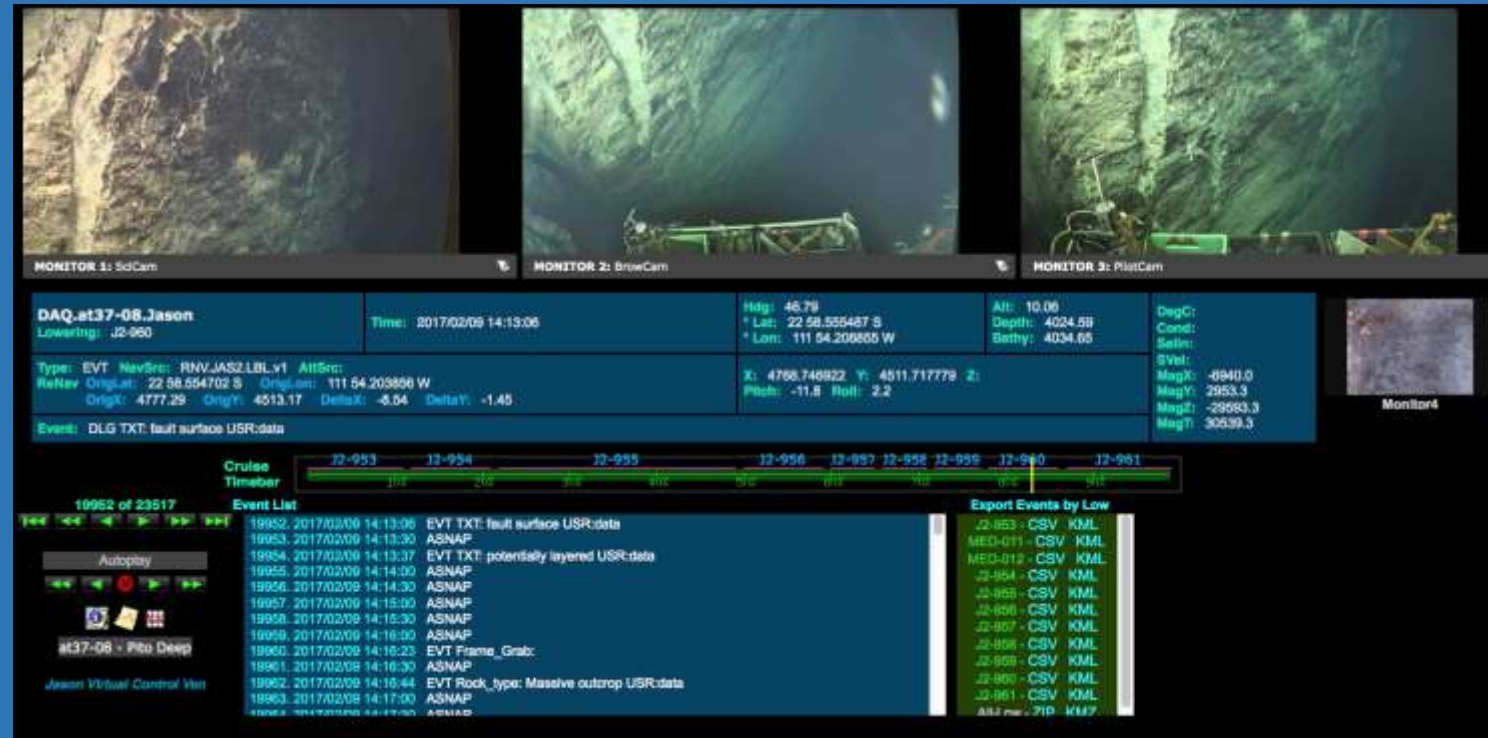 MONITOR 1: SciCam
MONITOR 2: BrowCam
MONITOR 3: PilotCam
DAQ.at37-08.Jason
Lowering: J2-960
Time: 2017/02/09 14:13:06
Hdg: 46.79
* Lat: 22 58.555487 S
* Lon: 111 54.208855 W
Alt: 10.06
Depth: 4024.59
Bathy: 4034.65
DegC:
Cond:
Salin:
SVel:
MagX: -6940.0
MagY: 2953.3
MagZ: -29593.3
MagT: 30539.3
Monitor4
Type: EVT NavSrc: RNV.JAS2.LBL.v1 AltSrc:
ReNav OrigLat: 22 58.554702 S OrigLon: 111 54.203856 W
OrigX: 4777.29 OrigY: 4513.17 DeltaX: -8.54 DeltaY: -1.45
X: 4768.746922 Y: 4511.717779 Z:
Pitch: -11.8 Roll: 2.2
Event: DLG TXT: fault surface USR:data
Cruise
Timebar
J2-953 J2-954 J2-955 J2-956 J2-957 J2-958 J2-959 J2-960 J2-961
19952 of 23517
Autoplay
at37-08 - Pito Deep
Jason Virtual Control Van
Event List
19952. 2017/02/09 14:13:06 EVT TXT: fault surface USR:data
19953. 2017/02/09 14:13:30 ASNAP
19954. 2017/02/09 14:13:37 EVT TXT: potentially layered USR:data
19955. 2017/02/09 14:14:00 ASNAP
19956. 2017/02/09 14:14:30 ASNAP
19957. 2017/02/09 14:15:00 ASNAP
19958. 2017/02/09 14:15:30 ASNAP
19959. 2017/02/09 14:16:00 ASNAP
19960. 2017/02/09 14:16:23 EVT Frame_Grab:
19961. 2017/02/09 14:16:30 ASNAP
19962. 2017/02/09 14:16:44 EVT Rock_type: Massive outcrop USR:data
19963. 2017/02/09 14:17:00 ASNAP
19964. 2017/02/09 14:17:30 ASNAP
Export Events by Low
J2-953 - CSV KML
MED-011 - CSV KML
MED-012 - CSV KML
J2-954 - CSV KML
J2-955 - CSV KML
J2-956 - CSV KML
J2-957 - CSV KML
J2-958 - CSV KML
J2-959 - CSV KML
J2-960 - CSV KML
J2-961 - CSV KML
All-Low - ZIP KMZ